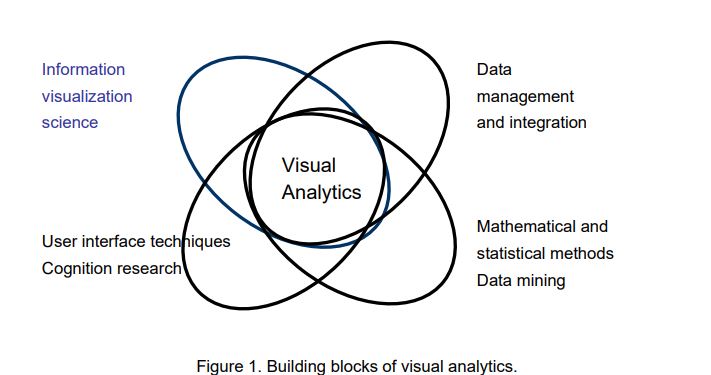 Information
visualization
science
Data
management
and integration
Visual
Analytics
User interface techniques
Cognition research
Mathematical and
statistical methods
Data mining
Figure 1. Building blocks of visual analytics.